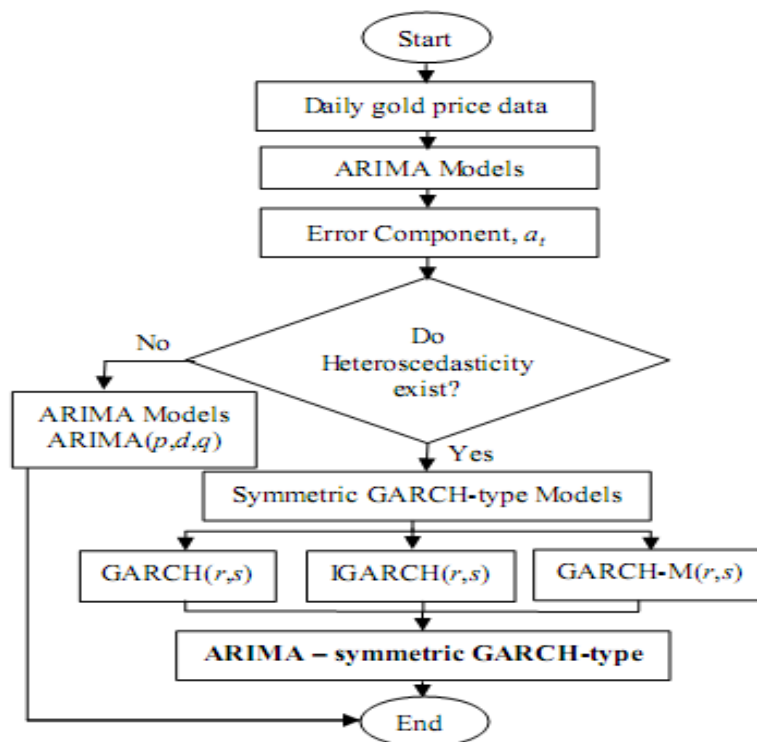 Start
Daily gold price data
ARIMA Models
Error Component, aₜ
Do
Heteroscedasticity
exist?
No
ARIMA Models
ARIMA(p,d,q)
Yes
Symmetric GARCH-type Models
GARCH(r,s)
IGARCH(r,s)
GARCH-M(r,s)
ARIMA – symmetric GARCH-type
End